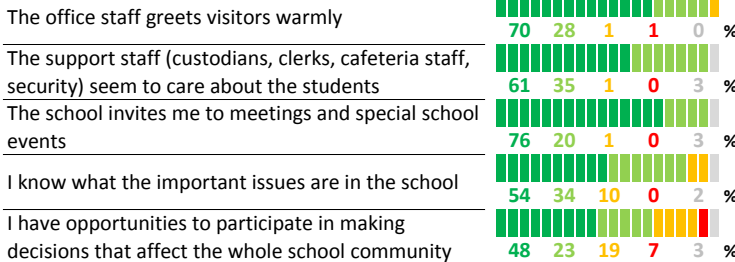 The office staff greets visitors warmly
70 28 1 1 0 %
The support staff (custodians, clerks, cafeteria staff,
security) seem to care about the students
61 35 1 0 3 %
The school invites me to meetings and special school
events
76 20 1 0 3 %
I know what the important issues are in the school
54 34 10 0 2 %
I have opportunities to participate in making
decisions that affect the whole school community
48 23 19 7 3 %